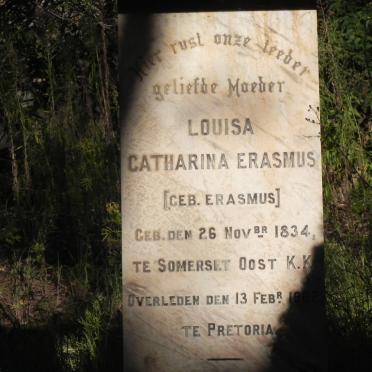 Hier rust onze teeder
geliefde Moeder
LOUISA
CATHARINA ERASMUS
[GEB. ERASMUS]
GEB. DEN 26 NOVBR 1834,
TE SOMERSET OOST K.K.
OVERLEDEN DEN 13 FEBR
TE PRETORIA.